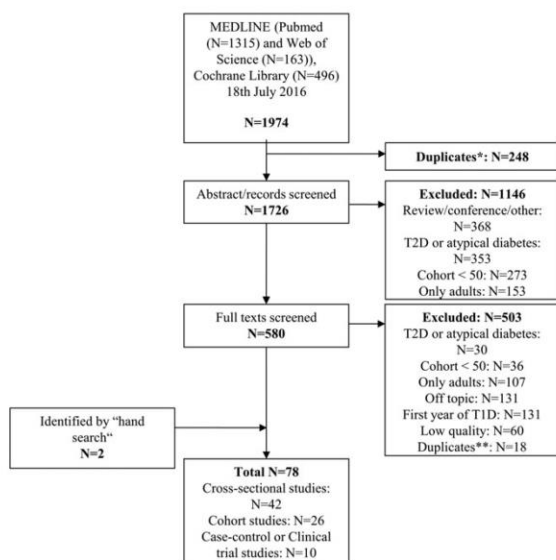 MEDLINE (Pubmed
(N=1315) and Web of
Science (N=163)),
Cochrane Library (N=496)
18th July 2016
N=1974
Duplicates*: N=248
Abstract/records screened
N=1726
Excluded: N=1146
Review/conference/other:
N=368
T2D or atypical diabetes:
N=353
Cohort < 50: N=273
Only adults: N=153
Full texts screened
N=580
Excluded: N=503
T2D or atypical diabetes:
N=30
Cohort < 50: N=36
Only adults: N=107
Off topic: N=131
First year of T1D: N=131
Low quality: N=60
Duplicates**: N=18
Identified by “hand
search“
N=2
Total N=78
Cross-sectional studies:
N=42
Cohort studies: N=26
Case-control or Clinical
trial studies: N=10